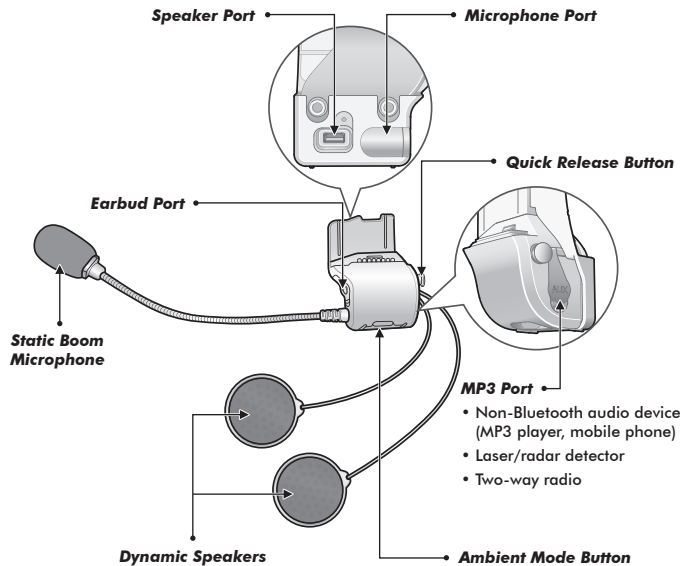 Speaker Port
Microphone Port
Quick Release Button
Earbud Port
AUX
Static Boom
Microphone
MP3 Port
• Non-Bluetooth audio device
(MP3 player, mobile phone)
• Laser/radar detector
• Two-way radio
Dynamic Speakers
Ambient Mode Button